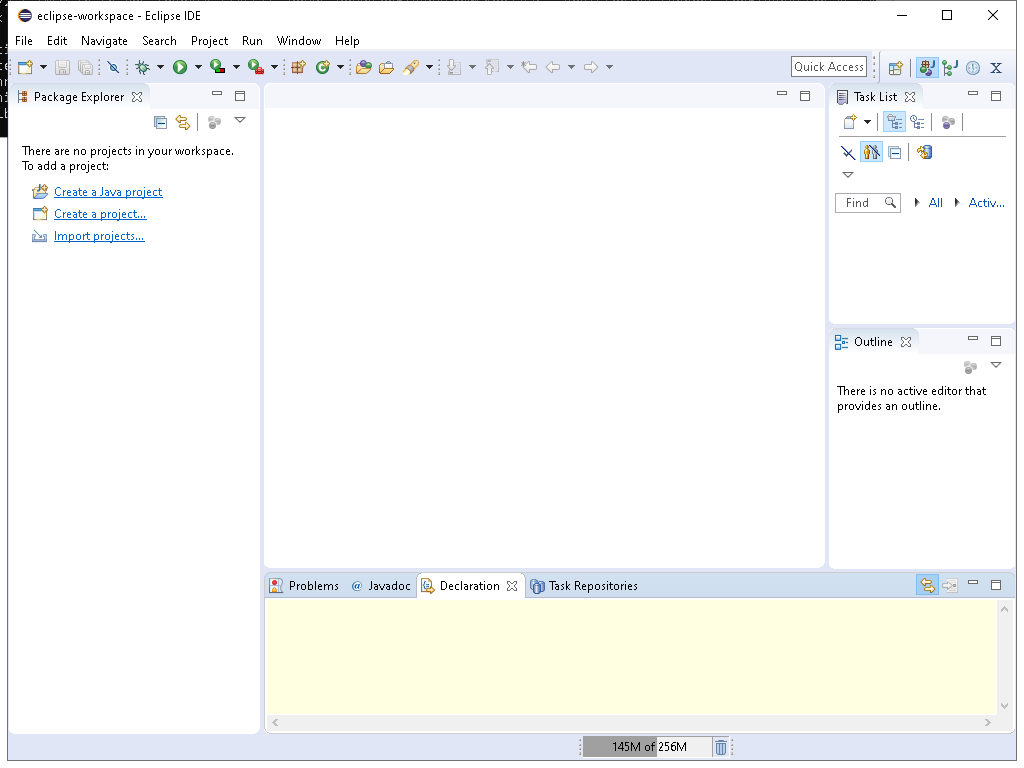 eclipse-workspace - Eclipse IDE
File Edit Navigate Search Project Run Window Help
Quick Access
Package Explorer
There are no projects in your workspace.
To add a project:
Create a Java project
Create a project...
Import projects...
Task List
Find All Activ...
Outline
There is no active editor that
provides an outline.
Problems @ Javadoc Declaration Task Repositories
145M of 256M